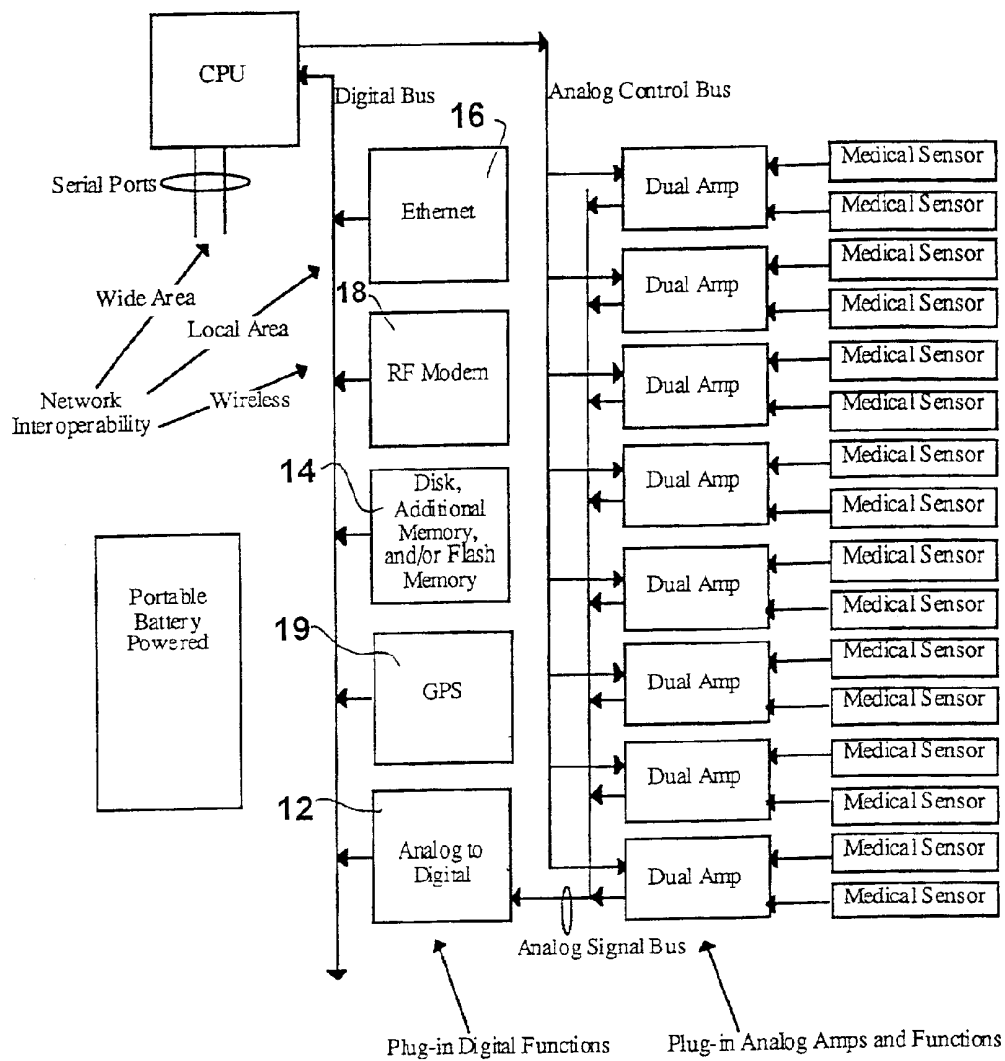 CPU
Digital Bus
Analog Control Bus
16
Serial Ports
Ethernet
Wide Area
Local Area
Wireless
Network
Interoperability
18
RF Modem
14
Disk,
Additional
Memory,
and/or Flash
Memory
Portable
Battery
Powered
19
GPS
12
Analog to
Digital
Analog Signal Bus
Dual Amp
Medical Sensor
Medical Sensor
Dual Amp
Medical Sensor
Medical Sensor
Dual Amp
Medical Sensor
Medical Sensor
Dual Amp
Medical Sensor
Medical Sensor
Dual Amp
Medical Sensor
Medical Sensor
Dual Amp
Medical Sensor
Medical Sensor
Dual Amp
Medical Sensor
Medical Sensor
Dual Amp
Medical Sensor
Medical Sensor
Plug-in Digital Functions
Plug-in Analog Amps and Functions